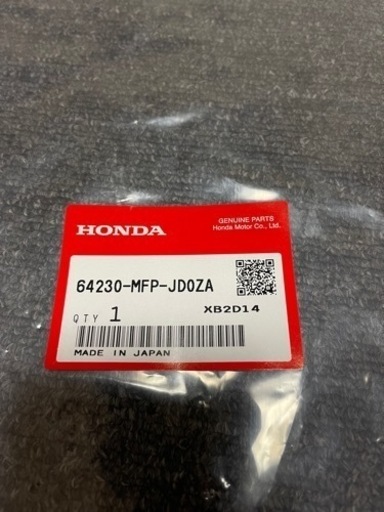 HONDA
GENUINE PARTS
Honda Motor Co., Ltd.
64230-MFP-JD0ZA
QTY 1
XB2D14
MADE IN JAPAN